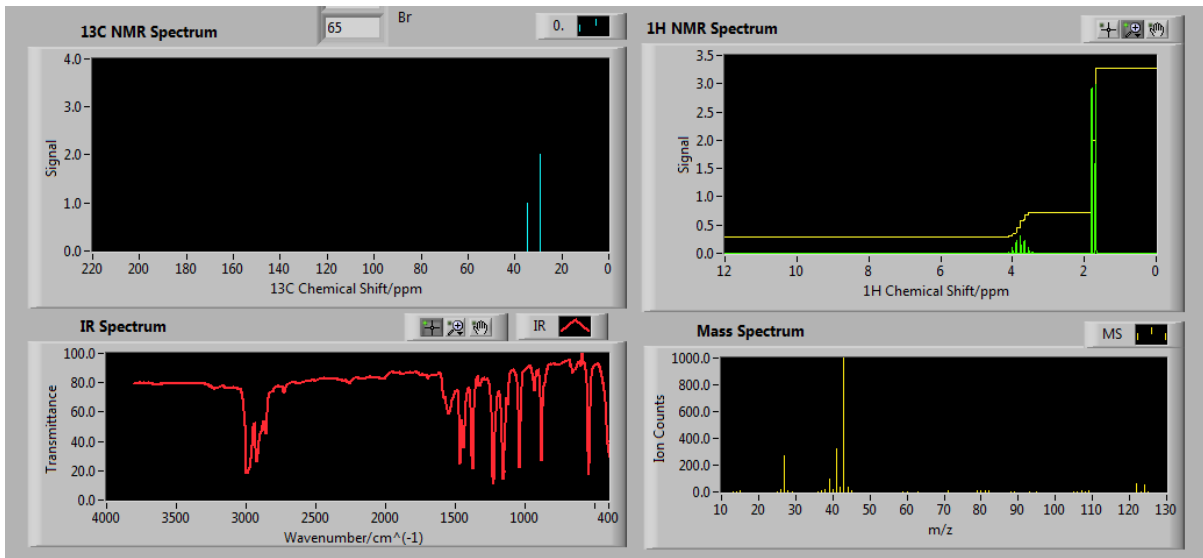 65
Br
13C NMR Spectrum
0.
4.0
3.0
2.0
1.0
0.0
Signal
220 200 180 160 140 120 100 80 60 40 20 0
13C Chemical Shift/ppm
1H NMR Spectrum
3.5
3.0
2.5
2.0
1.5
1.0
0.5
0.0
Signal
12 10 8 6 4 2 0
1H Chemical Shift/ppm
IR Spectrum
IR
100.0
80.0
60.0
40.0
20.0
0.0
Transmittance
4000 3000 2000 1000 400
Wavenumber/cm^(-1)
Mass Spectrum
MS
1000.0
800.0
600.0
400.0
200.0
0.0
Ion Counts
10 20 30 40 50 60 70 80 90 100 110 120 130
m/z